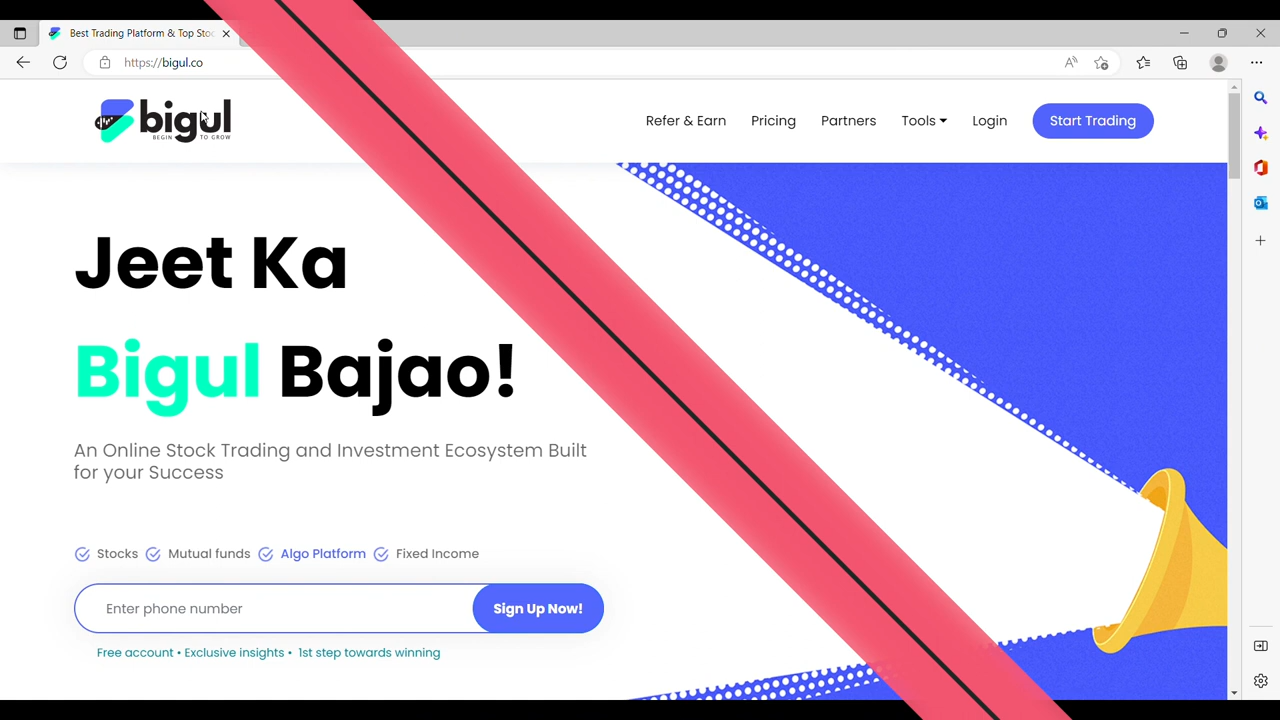 Best Trading Platform & Top Stoc
https://bigul.co
bigul
BEGIN TO GROW
Refer & Earn
Pricing
Partners
Tools
Login
Start Trading
Jeet Ka
Bigul Bajao!
An Online Stock Trading and Investment Ecosystem Built
for your Success
Stocks
Mutual funds
Algo Platform
Fixed Income
Enter phone number
Sign Up Now!
Free account • Exclusive insights • 1st step towards winning